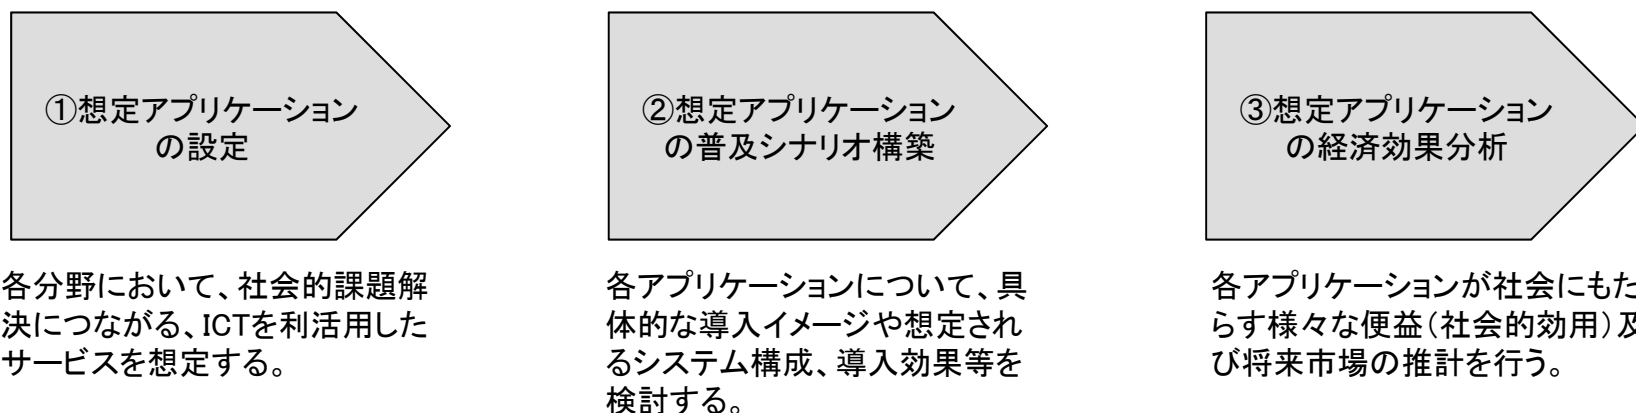 ①想定アプリケーション
の設定
各分野において、社会的課題解
決につながる、ICTを利活用した
サービスを想定する。
②想定アプリケーション
の普及シナリオ構築
各アプリケーションについて、具
体的な導入イメージや想定され
るシステム構成、導入効果等を
検討する。
③想定アプリケーション
の経済効果分析
各アプリケーションが社会にもた
らす様々な便益(社会的効用)及
び将来市場の推計を行う。